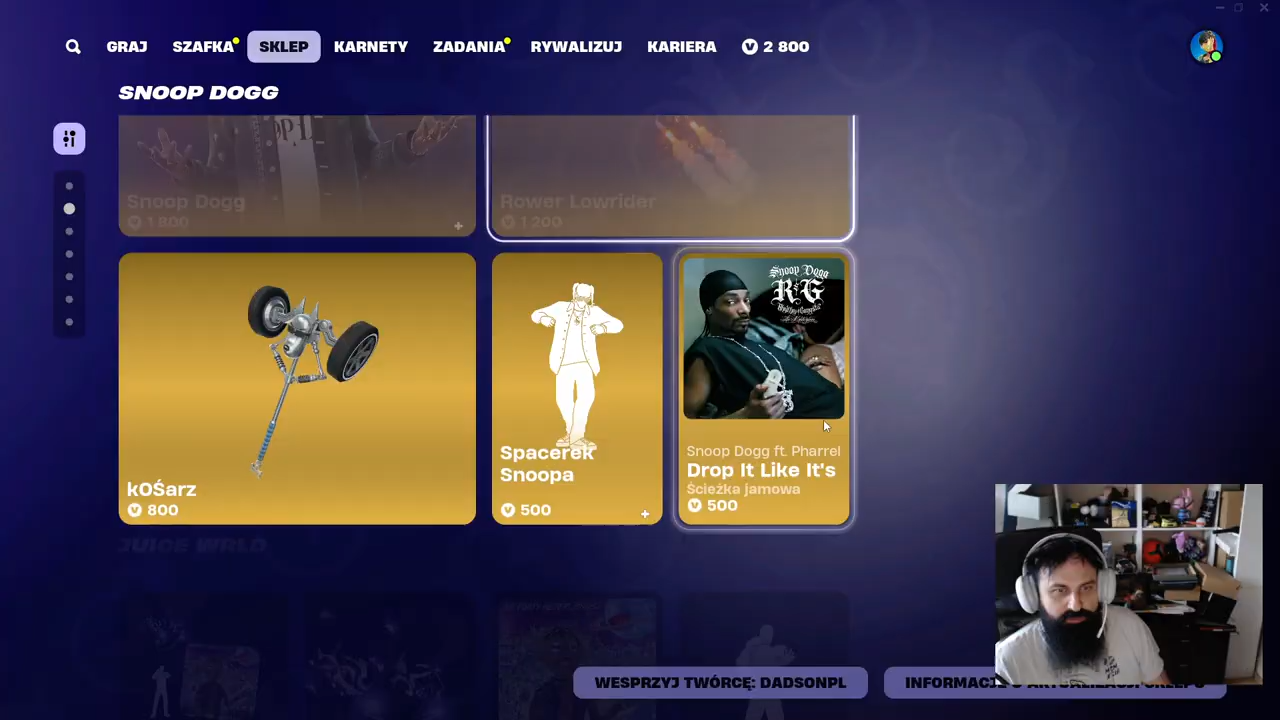 GRAJ SZAFKA SKLEP KARNETY ZADANIA RYWALIZUJ KARIERA 2 800
SNOOP DOGG
Snoop Dogg
1 800
Rower Lowrider
1 200
kOŚarz
800
Spacerek
Snoopa
500
Snoop Dogg
R&G
Snoop Dogg ft. Pharrel
Drop It Like It's
Ścieżka jamowa
500
JUICE WRLD
WESPRZYJ TWÓRCĘ: DADSONPL
INFORMACJE O AKTUALIZACJI SKLEPU